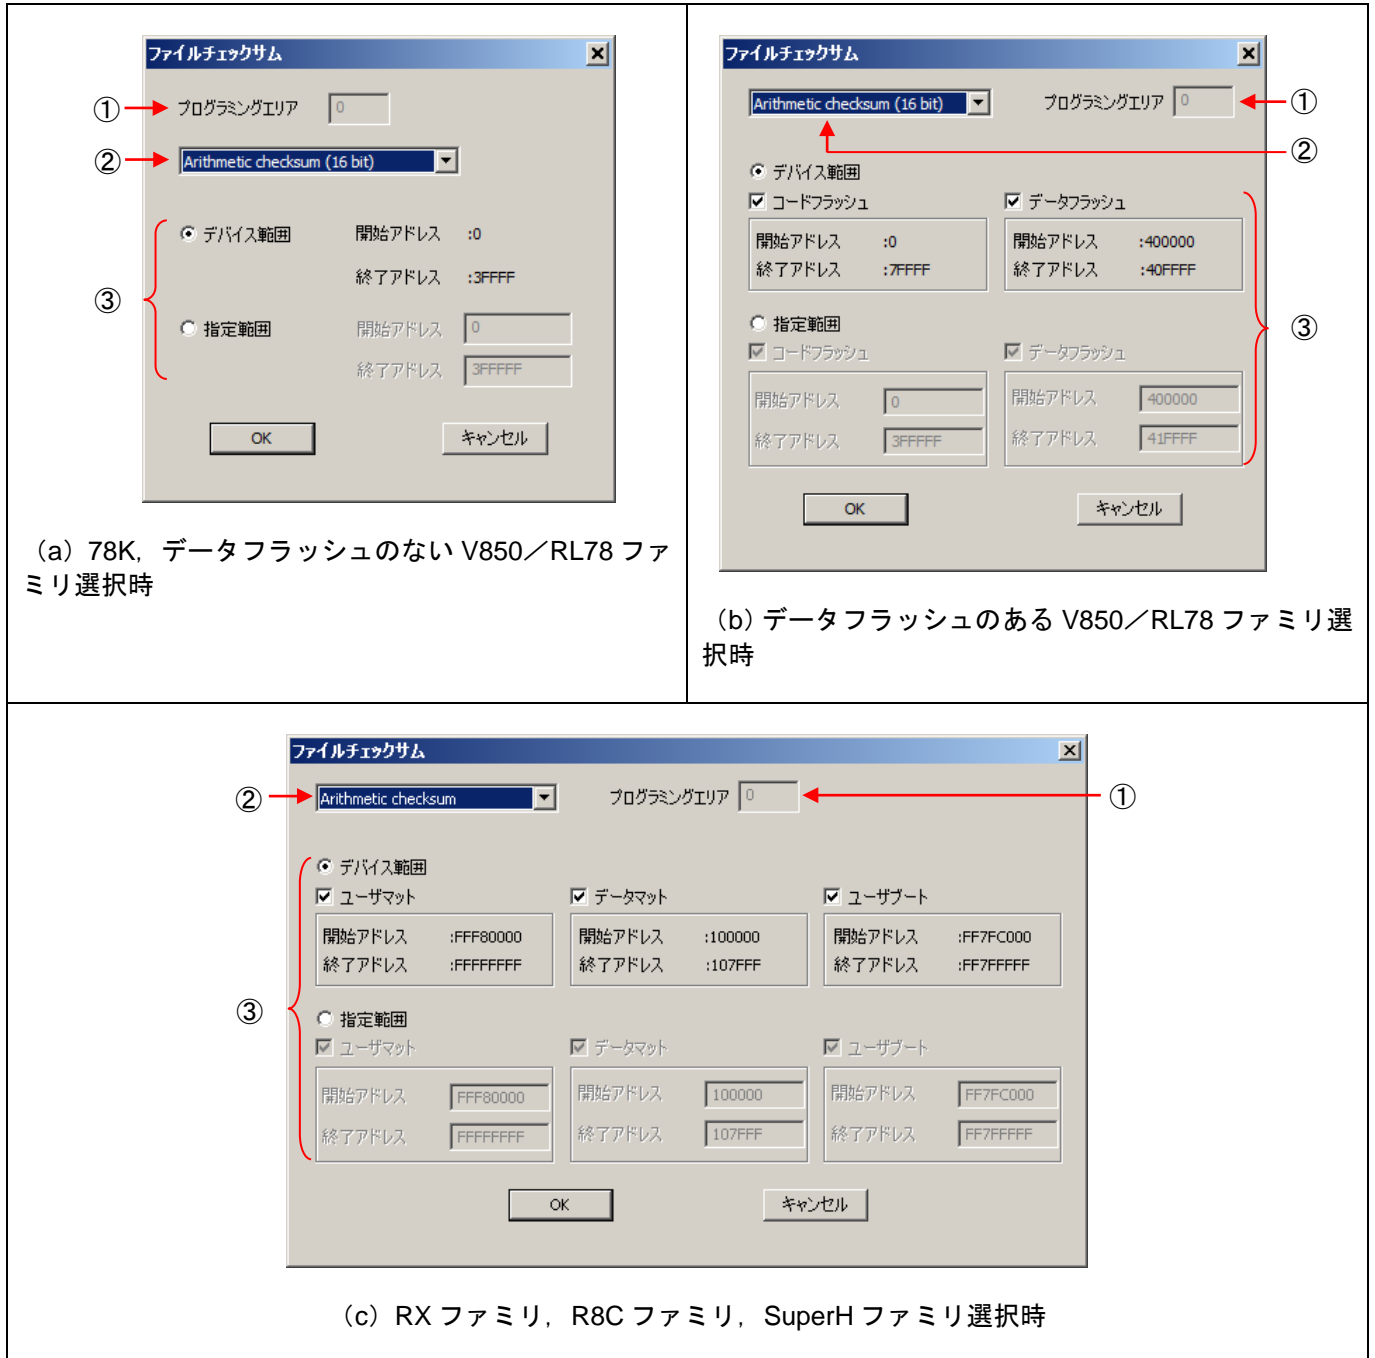 ファイルチェックサム
① プログラミングエリア 0
② Arithmetic checksum (16 bit)
③
デバイス範囲 開始アドレス :0
終了アドレス :3FFFF
指定範囲 開始アドレス 0
終了アドレス 3FFFFF
OK キャンセル
（a）78K，データフラッシュのない V850／RL78 ファ
ミリ選択時
ファイルチェックサム
Arithmetic checksum (16 bit) プログラミングエリア 0 ①
②
デバイス範囲
コードフラッシュ データフラッシュ
開始アドレス :0 開始アドレス :400000
終了アドレス :7FFFF 終了アドレス :40FFFF
③
指定範囲
コードフラッシュ データフラッシュ
開始アドレス 0 開始アドレス 400000
終了アドレス 3FFFFF 終了アドレス 41FFFF
OK キャンセル
（b）データフラッシュのある V850／RL78 ファミリ選
択時
ファイルチェックサム
② Arithmetic checksum プログラミングエリア 0 ①
デバイス範囲
ユーザマット データマット ユーザブート
開始アドレス :FFF80000 開始アドレス :100000 開始アドレス :FF7FC000
終了アドレス :FFFFFFFF 終了アドレス :107FFF 終了アドレス :FF7FFFFF
③
指定範囲
ユーザマット データマット ユーザブート
開始アドレス FFF80000 開始アドレス 100000 開始アドレス FF7FC000
終了アドレス FFFFFFFF 終了アドレス 107FFF 終了アドレス FF7FFFFF
OK キャンセル
（c）RX ファミリ，R8C ファミリ，SuperH ファミリ選択時